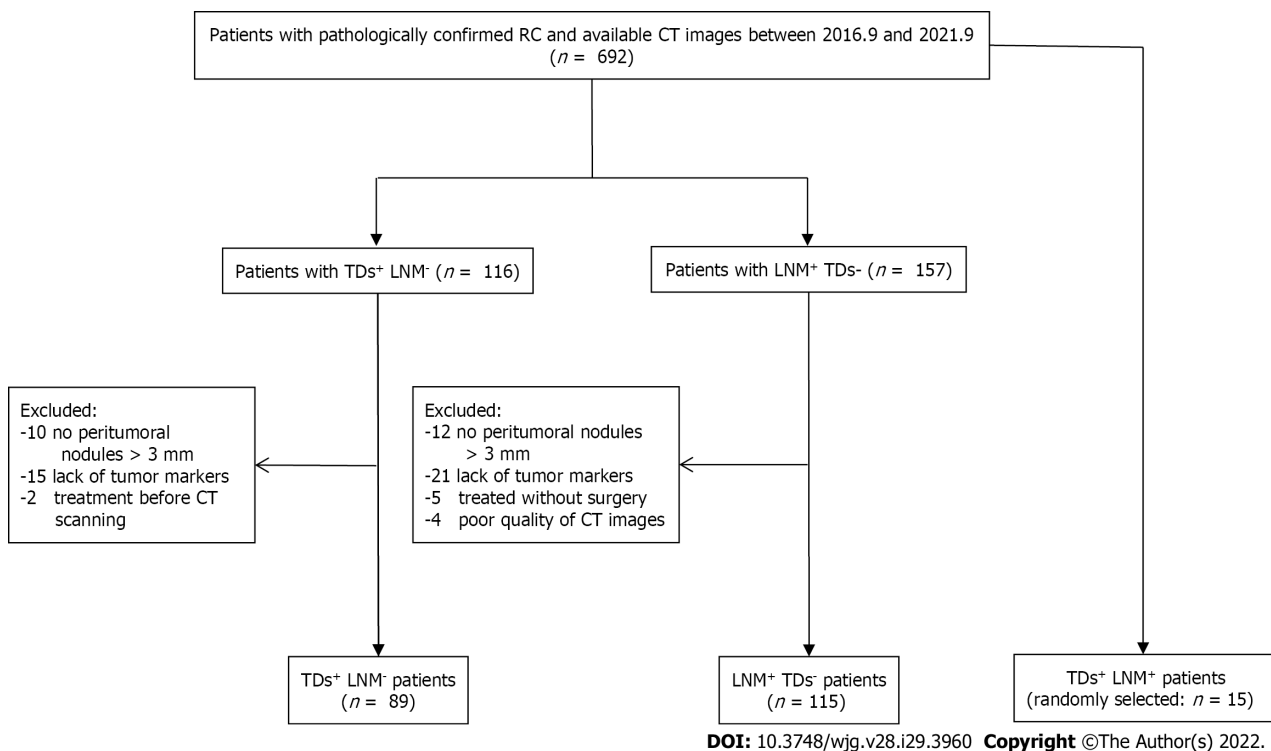 Patients with pathologically confirmed RC and available CT images between 2016.9 and 2021.9
(n = 692)
Patients with TDs⁺ LNM⁻ (n = 116)
Patients with LNM⁺ TDs- (n = 157)
Excluded:
-10 no peritumoral
nodules > 3 mm
-15 lack of tumor markers
-2 treatment before CT
scanning
Excluded:
-12 no peritumoral nodules
> 3 mm
-21 lack of tumor markers
-5 treated without surgery
-4 poor quality of CT images
TDs⁺ LNM⁻ patients
(n = 89)
LNM⁺ TDs⁻ patients
(n = 115)
TDs⁺ LNM⁺ patients
(randomly selected: n = 15)
DOI: 10.3748/wjg.v28.i29.3960 Copyright ©The Author(s) 2022.